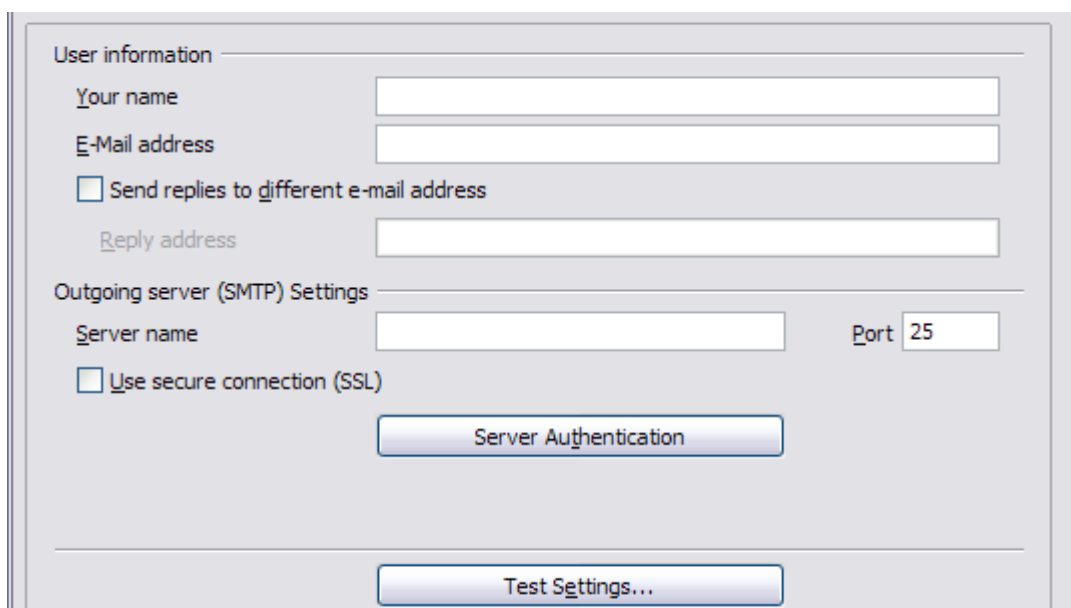 User information
Your name
E-Mail address
Send replies to different e-mail address
Reply address
Outgoing server (SMTP) Settings
Server name Port 25
Use secure connection (SSL)
Server Authentication
Test Settings...